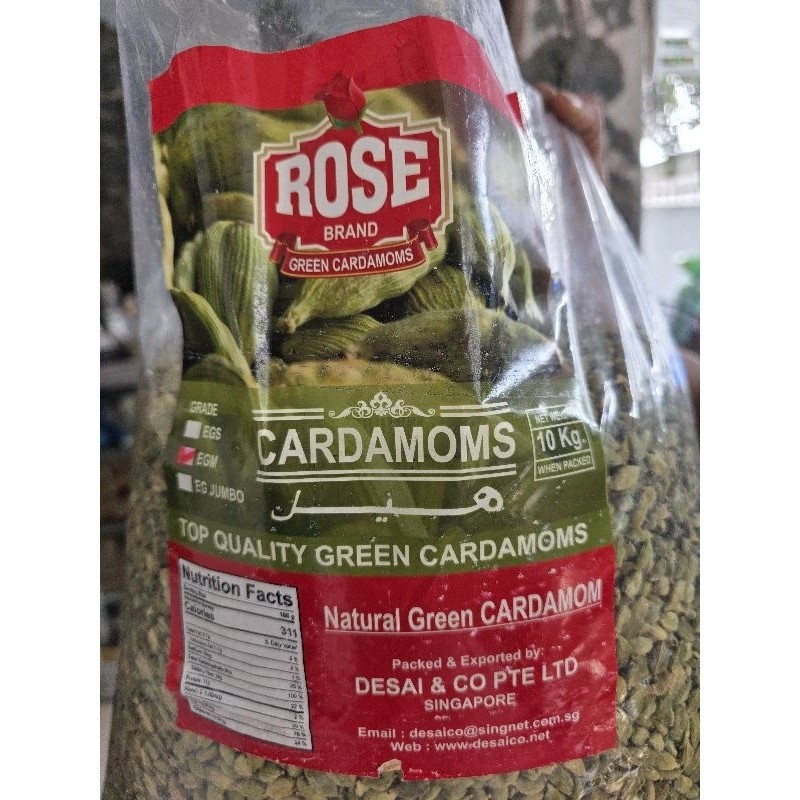 ROSE
BRAND
GREEN CARDAMOMS
GRADE
EGS
EGM
EG JUMBO
CARDAMOMS
هيل
NET
10 Kg.
WHEN PACKED
TOP QUALITY GREEN CARDAMOMS
Nutrition Facts
100 g
Calories 311
Natural Green CARDAMOM
Packed & Exported by:
DESAI & CO PTE LTD
SINGAPORE
Email : desaico@singnet.com.sg
Web : www.desaico.net